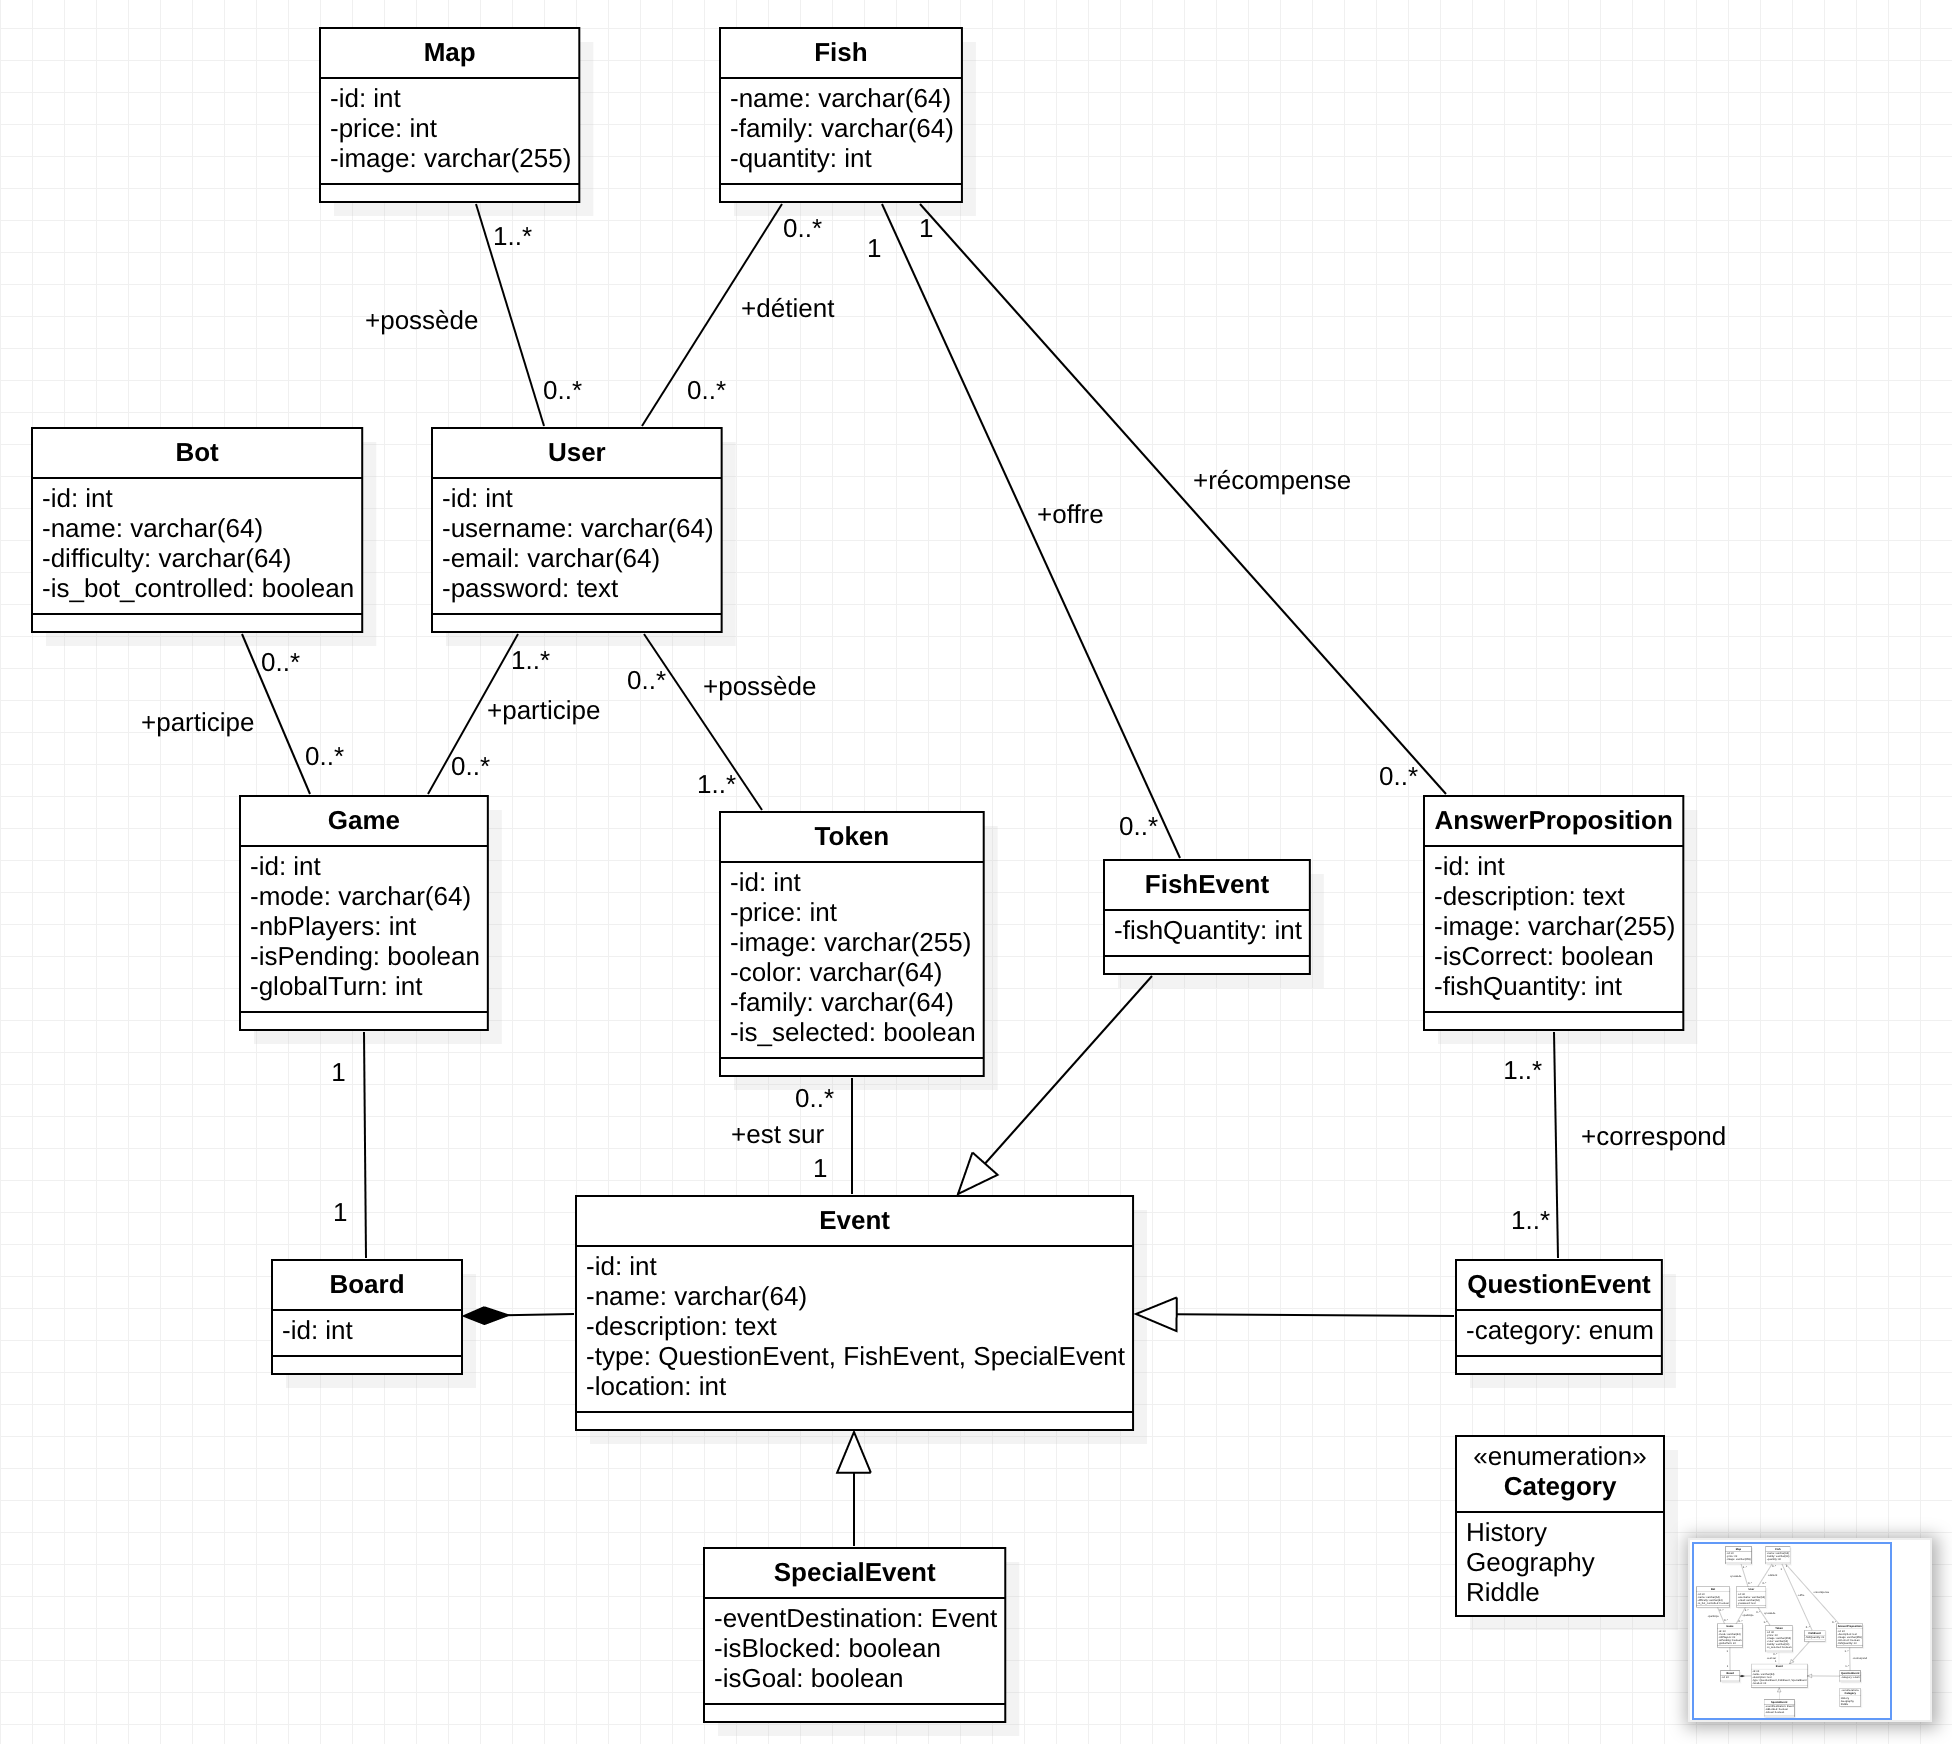 Map
-id: int
-price: int
-image: varchar(255)
Fish
-name: varchar(64)
-family: varchar(64)
-quantity: int
1..*
0..*
1
1
+possède
+détient
0..*
0..*
+récompense
+offre
Bot
-id: int
-name: varchar(64)
-difficulty: varchar(64)
-is_bot_controlled: boolean
User
-id: int
-username: varchar(64)
-email: varchar(64)
-password: text
0..*
1..*
0..*
+possède
+participe
+participe
0..*
0..*
1..*
0..*
0..*
Game
-id: int
-mode: varchar(64)
-nbPlayers: int
-isPending: boolean
-globalTurn: int
Token
-id: int
-price: int
-image: varchar(255)
-color: varchar(64)
-family: varchar(64)
-is_selected: boolean
FishEvent
-fishQuantity: int
AnswerProposition
-id: int
-description: text
-image: varchar(255)
-isCorrect: boolean
-fishQuantity: int
1
0..*
+est sur
1
1..*
+correspond
1
1..*
Board
-id: int
Event
-id: int
-name: varchar(64)
-description: text
-type: QuestionEvent, FishEvent, SpecialEvent
-location: int
QuestionEvent
-category: enum
«enumeration»
Category
History
Geography
Riddle
SpecialEvent
-eventDestination: Event
-isBlocked: boolean
-isGoal: boolean